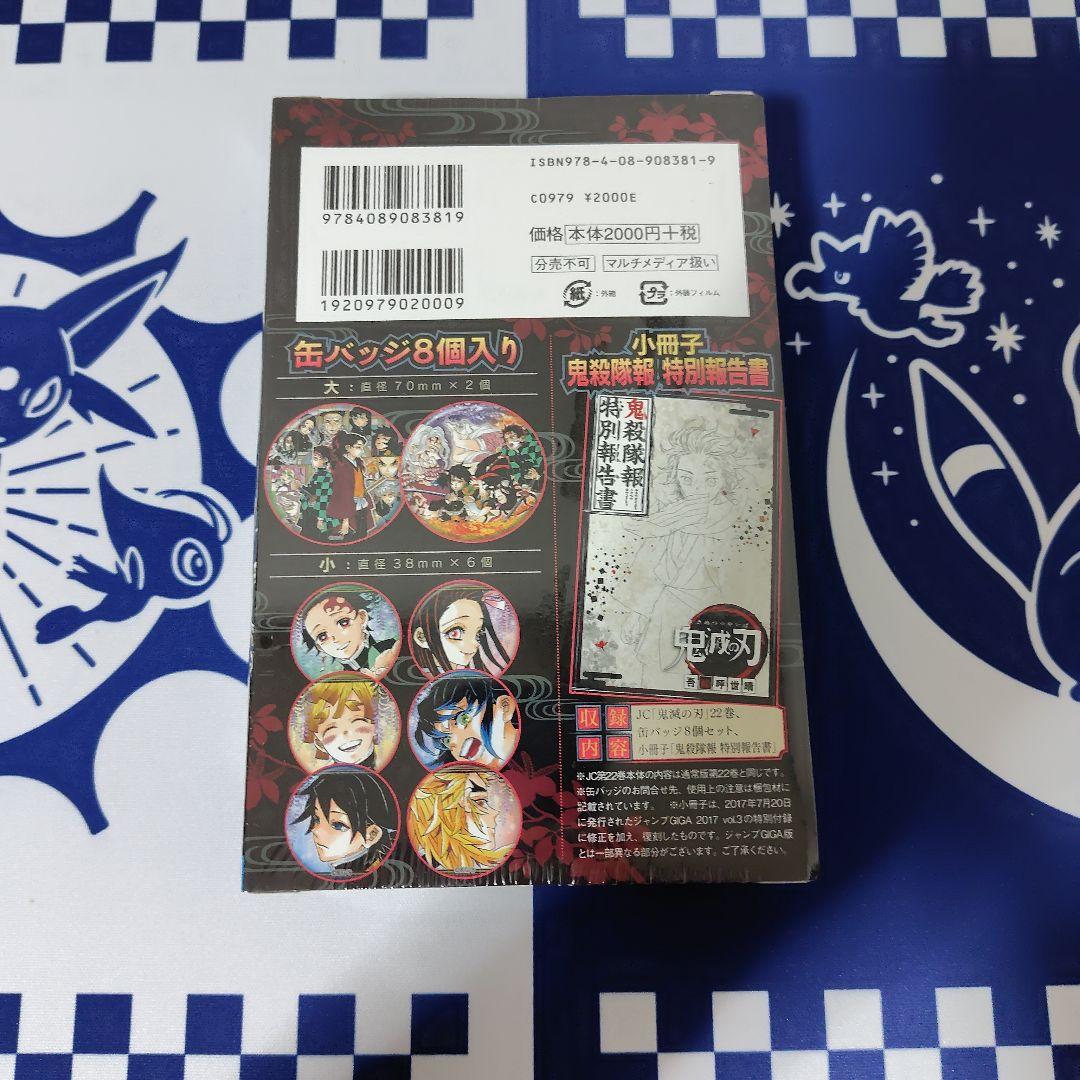 ISBN978-4-08-908381-9
C0979 ¥2000E
9784089083819
価格 本体2000円+税
分売不可 マルチメディア扱い
紙 :外箱 プラ :外装フィルム
1920979020009
缶バッジ8個入り
大:直径70mm×2個
小:直径38mm×6個
小冊子
鬼殺隊報 特別報告書
鬼殺隊報
特別報告書
鬼滅の刃
吾峠呼世晴
収録
内容
JC「鬼滅の刃」22巻、
缶バッジ8個セット、
小冊子「鬼殺隊報 特別報告書」
※JC第22巻本体の内容は通常版第22巻と同じです。
※缶バッジのお問合せ先、使用上の注意は梱包材に
記載されています。 ※小冊子は、2017年7月20日
に発行されたジャンプGIGA 2017 vol.3の特別付録
に修正を加え、復刻したものです。ジャンプGIGA版
とは一部異なる部分がございます。ご了承ください。